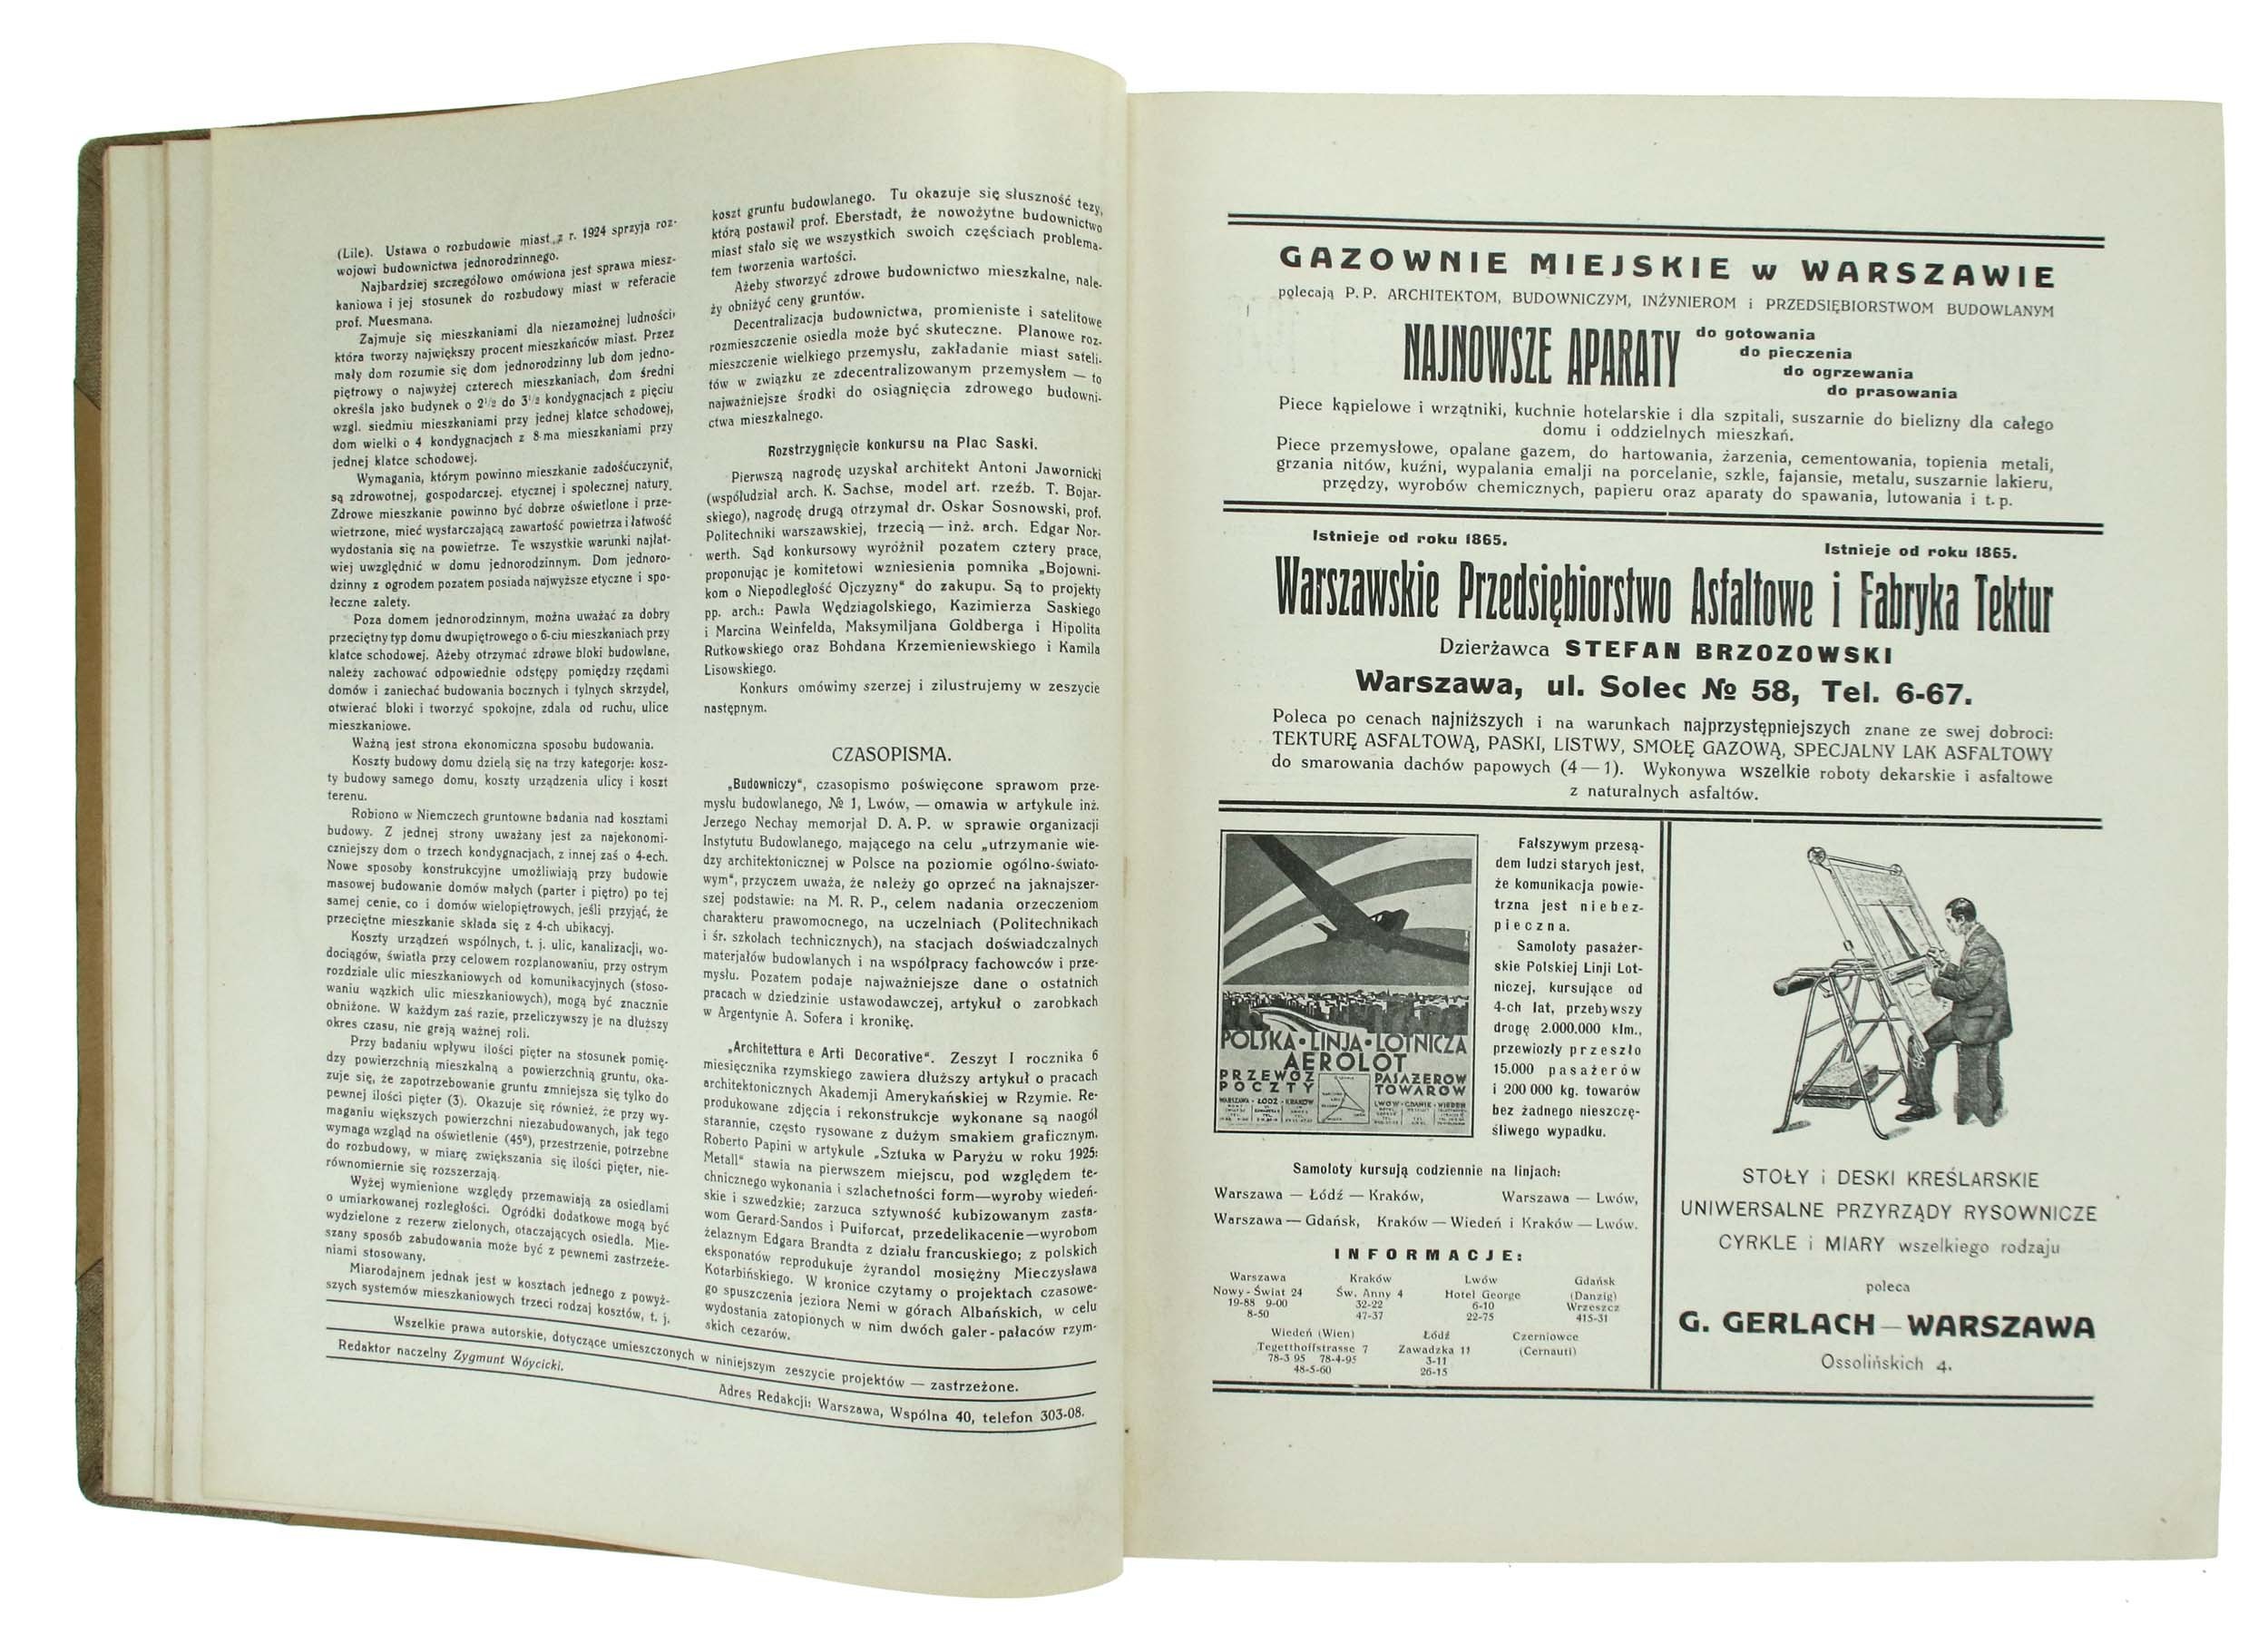 (Lile). Ustawa o rozbudowie miast z r. 1924 sprzyja roz-
wojowi budownictwa jednorodzinnego.
Najbardziej szczegółowo omówiona jest sprawa miesz-
kaniowa i jej stosunek do rozbudowy miast w referacie
prof. Muesmana.
Zajmuje się mieszkaniami dla niezamożnej ludności,
która tworzy największy procent mieszkańców miast. Przez
mały dom rozumie się dom jednorodzinny lub dom jedno-
piętrowy o najwyżej czterech mieszkaniach, dom średni
określa jako budynek o 2½ do 3½ kondygnacjach z pięciu
wzgl. siedmiu mieszkaniami przy jednej klatce schodowej,
dom wielki o 4 kondygnacjach z 8-ma mieszkaniami przy
jednej klatce schodowej.
Wymagania, którym powinno mieszkanie zadośćuczynić,
są zdrowotnej, gospodarczej, etycznej i społecznej natury.
Zdrowe mieszkanie powinno być dobrze oświetlone i prze-
wietrzone, mieć wystarczającą zawartość powietrza i łatwość
wydostania się na powietrze. Te wszystkie warunki najłat-
wiej uwzględnić w domu jednorodzinnym. Dom jednoro-
dzinny z ogrodem pozatem posiada najwyższe etyczne i spo-
łeczne zalety.
Poza domem jednorodzinnym, można uważać za dobry
przeciętny typ domu dwupiętrowego o 6-ciu mieszkaniach przy
klatce schodowej. Ażeby otrzymać zdrowe bloki budowlane,
należy zachować odpowiednie odstępy pomiędzy rzędami
domów i zaniechać budowania bocznych i tylnych skrzydeł,
otwierać bloki i tworzyć spokojne, zdala od ruchu, ulice
mieszkaniowe.
Ważną jest strona ekonomiczna sposobu budowania.
Koszty budowy domu dzielą się na trzy kategorje: kosz-
ty budowy samego domu, koszty urządzenia ulicy i koszt
terenu.
Robiono w Niemczech gruntowne badania nad kosztami
budowy. Z jednej strony uważany jest za najekonomi-
czniejszy dom o trzech kondygnacjach, z innej zaś o 4-ech.
Nowe sposoby konstrukcyjne umożliwiają przy budowie
masowej budowanie domów małych (parter i piętro) po tej
samej cenie, co i domów wielopiętrowych, jeśli przyjąć, że
przeciętne mieszkanie składa się z 4-ch ubikacyj.
Koszty urządzeń wspólnych, t. j. ulic, kanalizacji, wo-
dociągów, światła przy celowem rozplanowaniu, przy ostrym
rozdziale ulic mieszkaniowych od komunikacyjnych (stoso-
waniu wązkich ulic mieszkaniowych), mogą być znacznie
obniżone. W każdym zaś razie, przeliczywszy je na dłuższy
okres czasu, nie grają ważnej roli.
Przy badaniu wpływu ilości pięter na stosunek pomię-
dzy powierzchnią mieszkalną a powierzchnią gruntu, oka-
zuje się, że zapotrzebowanie gruntu zmniejsza się tylko do
pewnej ilości pięter (3). Okazuje się również, że przy wy-
maganiu większych powierzchni niezabudowanych, jak tego
wymaga wzgląd na oświetlenie (45°), przestrzenie, potrzebne
do rozbudowy, w miarę zwiększania się ilości pięter, nie-
równomiernie się rozszerzają.
Wyżej wymienione względy przemawiają za osiedlami
o umiarkowanej rozległości. Ogródki dodatkowe mogą być
wydzielone z rezerw zielonych, otaczających osiedla. Mie-
szany sposób zabudowania może być z pewnemi zastrzeże-
niami stosowany.
Miarodajnem jednak jest w kosztach jednego z powyż-
szych systemów mieszkaniowych trzeci rodzaj kosztów, t. j.
koszt gruntu budowlanego. Tu okazuje się słuszność tezy,
którą postawił prof. Eberstadt, że nowożytne budownictwo
miast stało się we wszystkich swoich częściach problema-
tem tworzenia wartości.
Ażeby stworzyć zdrowe budownictwo mieszkalne, nale-
ży obniżyć ceny gruntów.
Decentralizacja budownictwa, promieniste i satelitowe
rozmieszczenie osiedla może być skuteczne. Planowe roz-
mieszczenie wielkiego przemysłu, zakładanie miast sateli-
tów w związku ze zdecentralizowanym przemysłem — to
najważniejsze środki do osiągnięcia zdrowego budowni-
ctwa mieszkalnego.
Rozstrzygnięcie konkursu na Plac Saski.
Pierwszą nagrodę uzyskał architekt Antoni Jawornicki
(współudział arch. K. Sachse, model art. rzeźb. T. Bojar-
skiego), nagrodę drugą otrzymał dr. Oskar Sosnowski, prof.
Politechniki warszawskiej, trzecią — inż. arch. Edgar Nor-
werth. Sąd konkursowy wyróżnił pozatem cztery prace,
proponując je komitetowi wzniesienia pomnika „Bojowni-
kom o Niepodległość Ojczyzny“ do zakupu. Są to projekty
pp. arch.: Pawła Wędziagolskiego, Kazimierza Saskiego
i Marcina Weinfelda, Maksymiljana Goldberga i Hipolita
Rutkowskiego oraz Bohdana Krzemieniewskiego i Kamila
Lisowskiego.
Konkurs omówimy szerzej i zilustrujemy w zeszycie
następnym.
CZASOPISMA.
„Budowniczy“, czasopismo poświęcone sprawom prze-
mysłu budowlanego, № 1, Lwów, — omawia w artykule inż.
Jerzego Nechay memorjał D. A. P. w sprawie organizacji
Instytutu Budowlanego, mającego na celu „utrzymanie wie-
dzy architektonicznej w Polsce na poziomie ogólno-świato-
wym“, przyczem uważa, że należy go oprzeć na jaknajszer-
szej podstawie: na M. R. P., celem nadania orzeczeniom
charakteru prawomocnego, na uczelniach (Politechnikach
i śr. szkołach technicznych), na stacjach doświadczalnych
materjałów budowlanych i na współpracy fachowców i prze-
mysłu. Pozatem podaje najważniejsze dane o ostatnich
pracach w dziedzinie ustawodawczej, artykuł o zarobkach
w Argentynie A. Sofera i kronikę.
„Architettura e Arti Decorative“. Zeszyt I rocznika 6
miesięcznika rzymskiego zawiera dłuższy artykuł o pracach
architektonicznych Akademji Amerykańskiej w Rzymie. Re-
produkowane zdjęcia i rekonstrukcje wykonane są naogół
starannie, często rysowane z dużym smakiem graficznym.
Roberto Papini w artykule „Sztuka w Paryżu w roku 1925:
Metall“ stawia na pierwszem miejscu, pod względem te-
chnicznego wykonania i szlachetności form—wyroby wiedeń-
skie i szwedzkie; zarzuca sztywność kubizowanym zasta-
wom Gerard-Sandos i Puiforcat, przedelikacenie—wyrobom
żelaznym Edgara Brandta z działu francuskiego; z polskich
eksponatów reprodukuje żyrandol mosiężny Mieczysława
Kotarbińskiego. W kronice czytamy o projektach czasowe-
go spuszczenia jeziora Nemi w górach Albańskich, w celu
wydostania zatopionych w nim dwóch galer-pałaców rzym-
skich cezarów.
Wszelkie prawa autorskie, dotyczące umieszczonych w niniejszym zeszycie projektów — zastrzeżone.
Redaktor naczelny Zygmunt Wóycicki.
Adres Redakcji: Warszawa, Wspólna 40, telefon 303-08.
GAZOWNIE MIEJSKIE w WARSZAWIE
polecają P. P. ARCHITEKTOM, BUDOWNICZYM, INŻYNIEROM i PRZEDSIĘBIORSTWOM BUDOWLANYM
NAJNOWSZE APARATY
do gotowania
do pieczenia
do ogrzewania
do prasowania
Piece kąpielowe i wrzątniki, kuchnie hotelarskie i dla szpitali, suszarnie do bielizny dla całego
domu i oddzielnych mieszkań.
Piece przemysłowe, opalane gazem, do hartowania, żarzenia, cementowania, topienia metali,
grzania nitów, kuźni, wypalania emalji na porcelanie, szkle, fajansie, metalu, suszarnie lakieru,
przędzy, wyrobów chemicznych, papieru oraz aparaty do spawania, lutowania i t. p.
Istnieje od roku 1865. Istnieje od roku 1865.
Warszawskie Przedsiębiorstwo Asfaltowe i Fabryka Tektur
Dzierżawca STEFAN BRZOZOWSKI
Warszawa, ul. Solec № 58, Tel. 6-67.
Poleca po cenach najniższych i na warunkach najprzystępniejszych znane ze swej dobroci:
TEKTURĘ ASFALTOWĄ, PASKI, LISTWY, SMOŁĘ GAZOWĄ, SPECJALNY LAK ASFALTOWY
do smarowania dachów papowych (4—1). Wykonywa wszelkie roboty dekarskie i asfaltowe
z naturalnych asfaltów.
POLSKA • LINJA • LOTNICZA
AEROLOT
PRZEWÓZ PASAŻERÓW
POCZTY TOWARÓW
WARSZAWA • ŁÓDŹ • KRAKÓW
LWÓW • GDAŃSK • WIEDEŃ
Fałszywym przesą-
dem ludzi starych jest,
że komunikacja powie-
trzna jest niebez-
pieczna.
Samoloty pasażer-
skie Polskiej Linji Lot-
niczej, kursujące od
4-ch lat, przebywszy
drogę 2.000.000 klm.,
przewiozły przeszło
15.000 pasażerów
i 200 000 kg. towarów
bez żadnego nieszczę-
śliwego wypadku.
Samoloty kursują codziennie na linjach:
Warszawa — Łódź — Kraków, Warszawa — Lwów,
Warszawa — Gdańsk, Kraków — Wiedeń i Kraków — Lwów.
INFORMACJE:
Warszawa
Nowy-Świat 24
19-88 9-00
8-50
Kraków
Św. Anny 4
32-22
47-37
Lwów
Hotel George
6-10
22-75
Gdańsk
(Danzig)
Wrzeszcz
415-31
Wiedeń (Wien)
Tegetthoffstrasse 7
78-3 95 78-4-95
48-5-60
Łódź
Zawadzka 11
3-11
26-15
Czerniowce
(Cernauti)
STOŁY i DESKI KREŚLARSKIE
UNIWERSALNE PRZYRZĄDY RYSOWNICZE
CYRKLE i MIARY wszelkiego rodzaju
poleca
G. GERLACH — WARSZAWA
Ossolińskich 4.